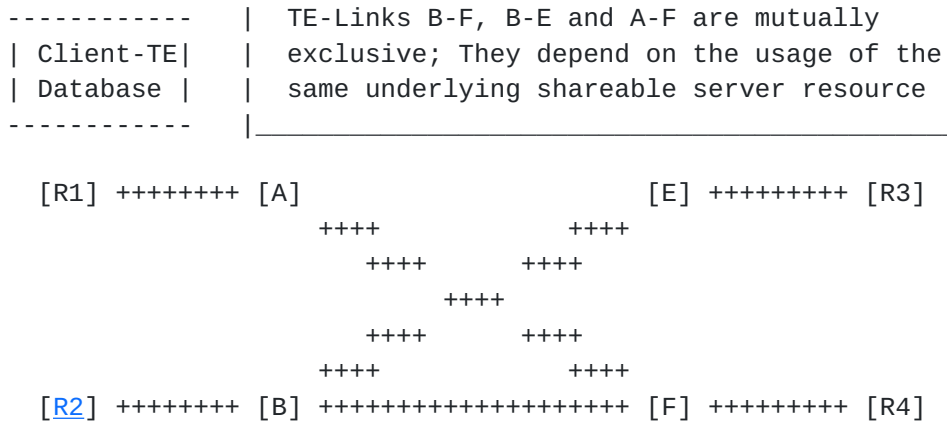 ------------   |  TE-Links B-F, B-E and A-F are mutually
| Client-TE|   |  exclusive; They depend on the usage of the
| Database |   |  same underlying shareable server resource
------------   |_____________________________________________

  [R1] ++++++++ [A]                      [E] +++++++++ [R3]
                    ++++            ++++
                       ++++      ++++
                            ++++
                       ++++      ++++
                    ++++            ++++
  [R2] ++++++++ [B] ++++++++++++++++++++ [F] +++++++++ [R4]